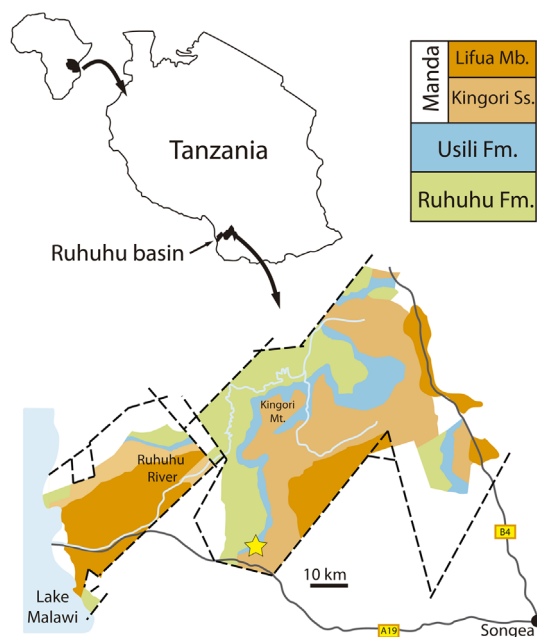 Manda
Lifua Mb.
Kingori Ss.
Usili Fm.
Ruhuhu Fm.
Tanzania
Ruhuhu basin
Kingori
Mt.
Ruhuhu
River
10 km
B4
Lake
Malawi
A19
Songea